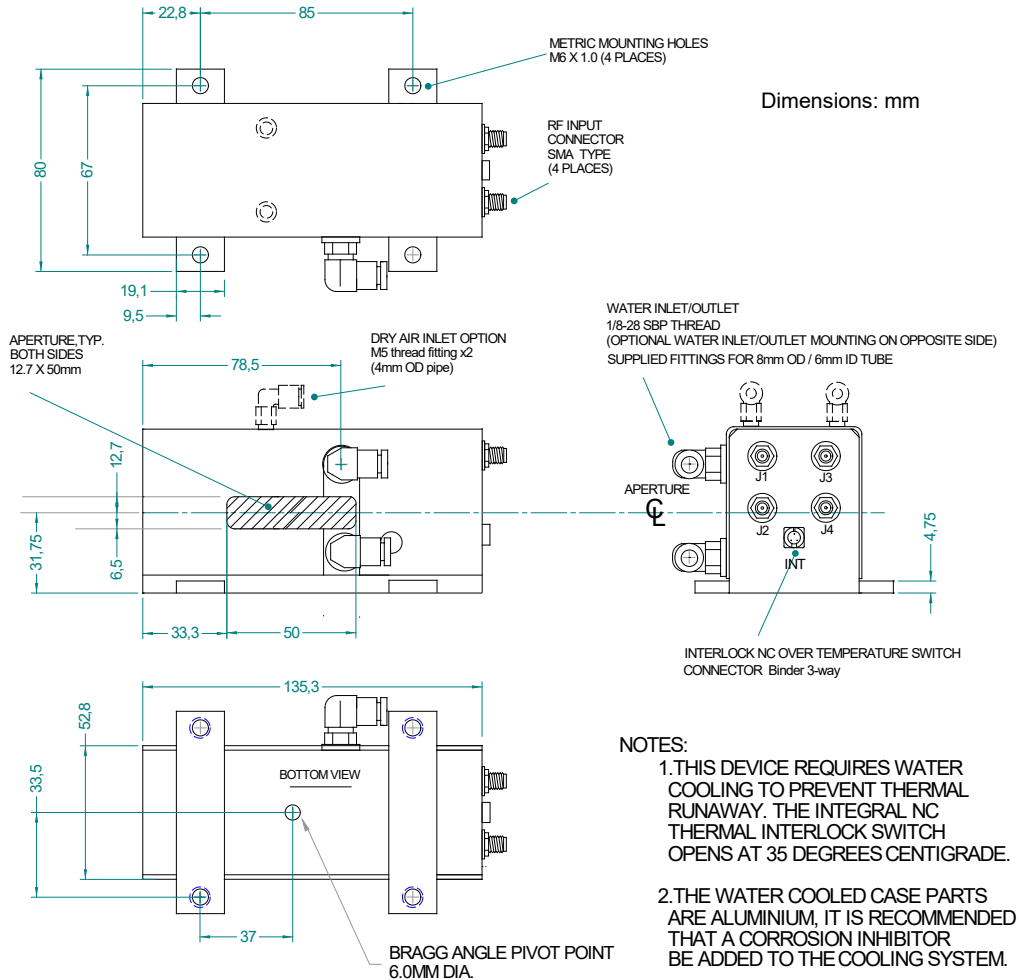 22,8
85
METRIC MOUNTING HOLES
M6 X 1.0 (4 PLACES)
Dimensions: mm
RF INPUT
CONNECTOR
SMA TYPE
(4 PLACES)
80
67
19,1
9,5
APERTURE,TYP.
BOTH SIDES
12.7 X 50mm
78,5
DRY AIR INLET OPTION
M5 thread fitting x2
(4mm OD pipe)
WATER INLET/OUTLET
1/8-28 SBP THREAD
(OPTIONAL WATER INLET/OUTLET MOUNTING ON OPPOSITE SIDE)
SUPPLIED FITTINGS FOR 8mm OD / 6mm ID TUBE
12,7
31,75
6,5
33,3
50
APERTURE
CL
J1
J3
J2
J4
INT
4,75
INTERLOCK NC OVER TEMPERATURE SWITCH
CONNECTOR Binder 3-way
135,3
52,8
33,5
BOTTOM VIEW
37
BRAGG ANGLE PIVOT POINT
6.0MM DIA.
NOTES:
1.THIS DEVICE REQUIRES WATER
COOLING TO PREVENT THERMAL
RUNAWAY. THE INTEGRAL NC
THERMAL INTERLOCK SWITCH
OPENS AT 35 DEGREES CENTIGRADE.
2.THE WATER COOLED CASE PARTS
ARE ALUMINIUM, IT IS RECOMMENDED
THAT A CORROSION INHIBITOR
BE ADDED TO THE COOLING SYSTEM.